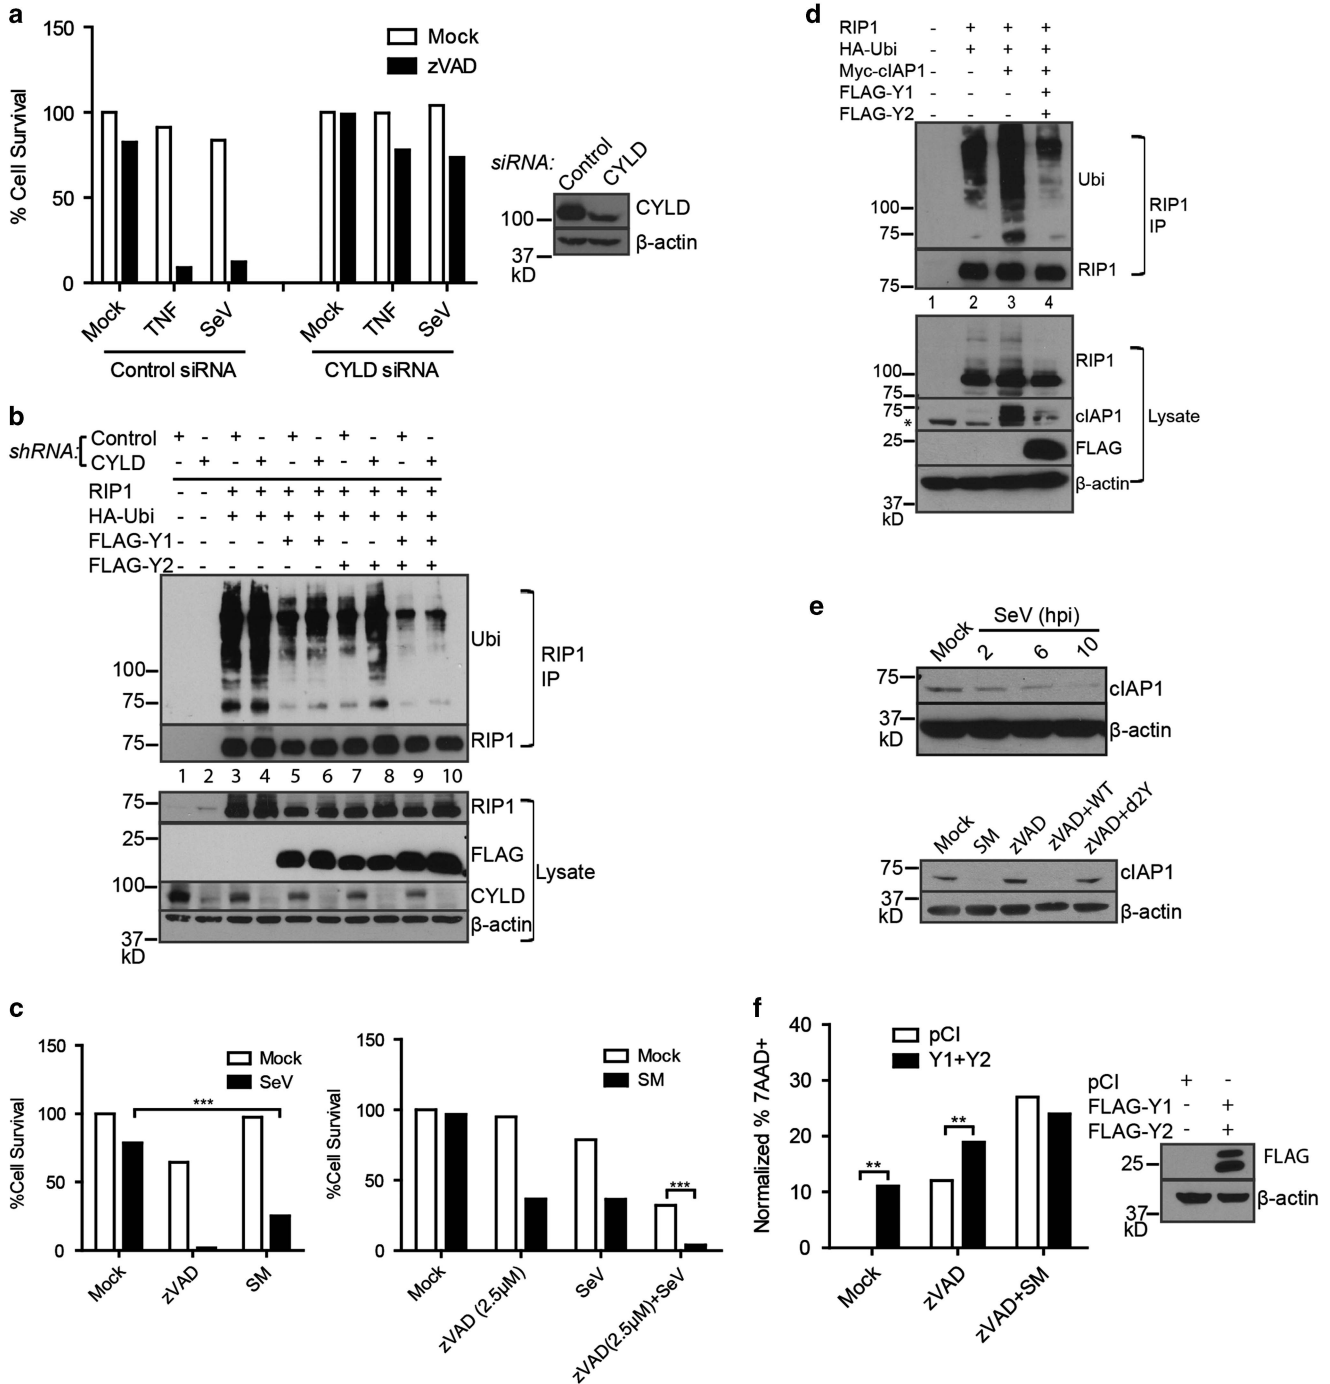 a
150
100
50
0
% Cell Survival
Mock
zVAD
Mock
TNF
SeV
Mock
TNF
SeV
Control siRNA
CYLD siRNA
siRNA:
Control
CYLD
100
CYLD
β-actin
37
kD
b
shRNA:
Control + - + - + - + - + -
CYLD - + - + - + - + - +
RIP1 - - + + + + + + + +
HA-Ubi - - + + + + + + + +
FLAG-Y1 - - - - + + - - + +
FLAG-Y2 - - - - - - + + + +
Ubi
100
75
75
RIP1
RIP1
IP
1 2 3 4 5 6 7 8 9 10
75
RIP1
25
FLAG
100
CYLD
β-actin
37
kD
Lysate
c
150
100
50
0
%Cell Survival
Mock
SeV
***
Mock
zVAD
SM
150
100
50
0
%Cell Survival
Mock
SM
***
Mock
zVAD (2.5μM)
SeV
zVAD(2.5μM)+SeV
d
RIP1 - + + +
HA-Ubi - + + +
Myc-cIAP1 - - + +
FLAG-Y1 - - - +
FLAG-Y2 - - - +
Ubi
100
75
RIP1
75
RIP1
IP
1 2 3 4
RIP1
100
75
75
*
cIAP1
25
FLAG
β-actin
37
kD
Lysate
e
SeV (hpi)
Mock
2
6
10
75
cIAP1
37
kD
β-actin
Mock
SM
zVAD
zVAD+WT
zVAD+d2Y
75
cIAP1
37
kD
β-actin
f
40
30
20
10
0
Normalized % 7AAD+
pCI
Y1+Y2
**
**
Mock
zVAD
zVAD+SM
pCI + -
FLAG-Y1 - +
FLAG-Y2 - +
25
FLAG
β-actin
37
kD